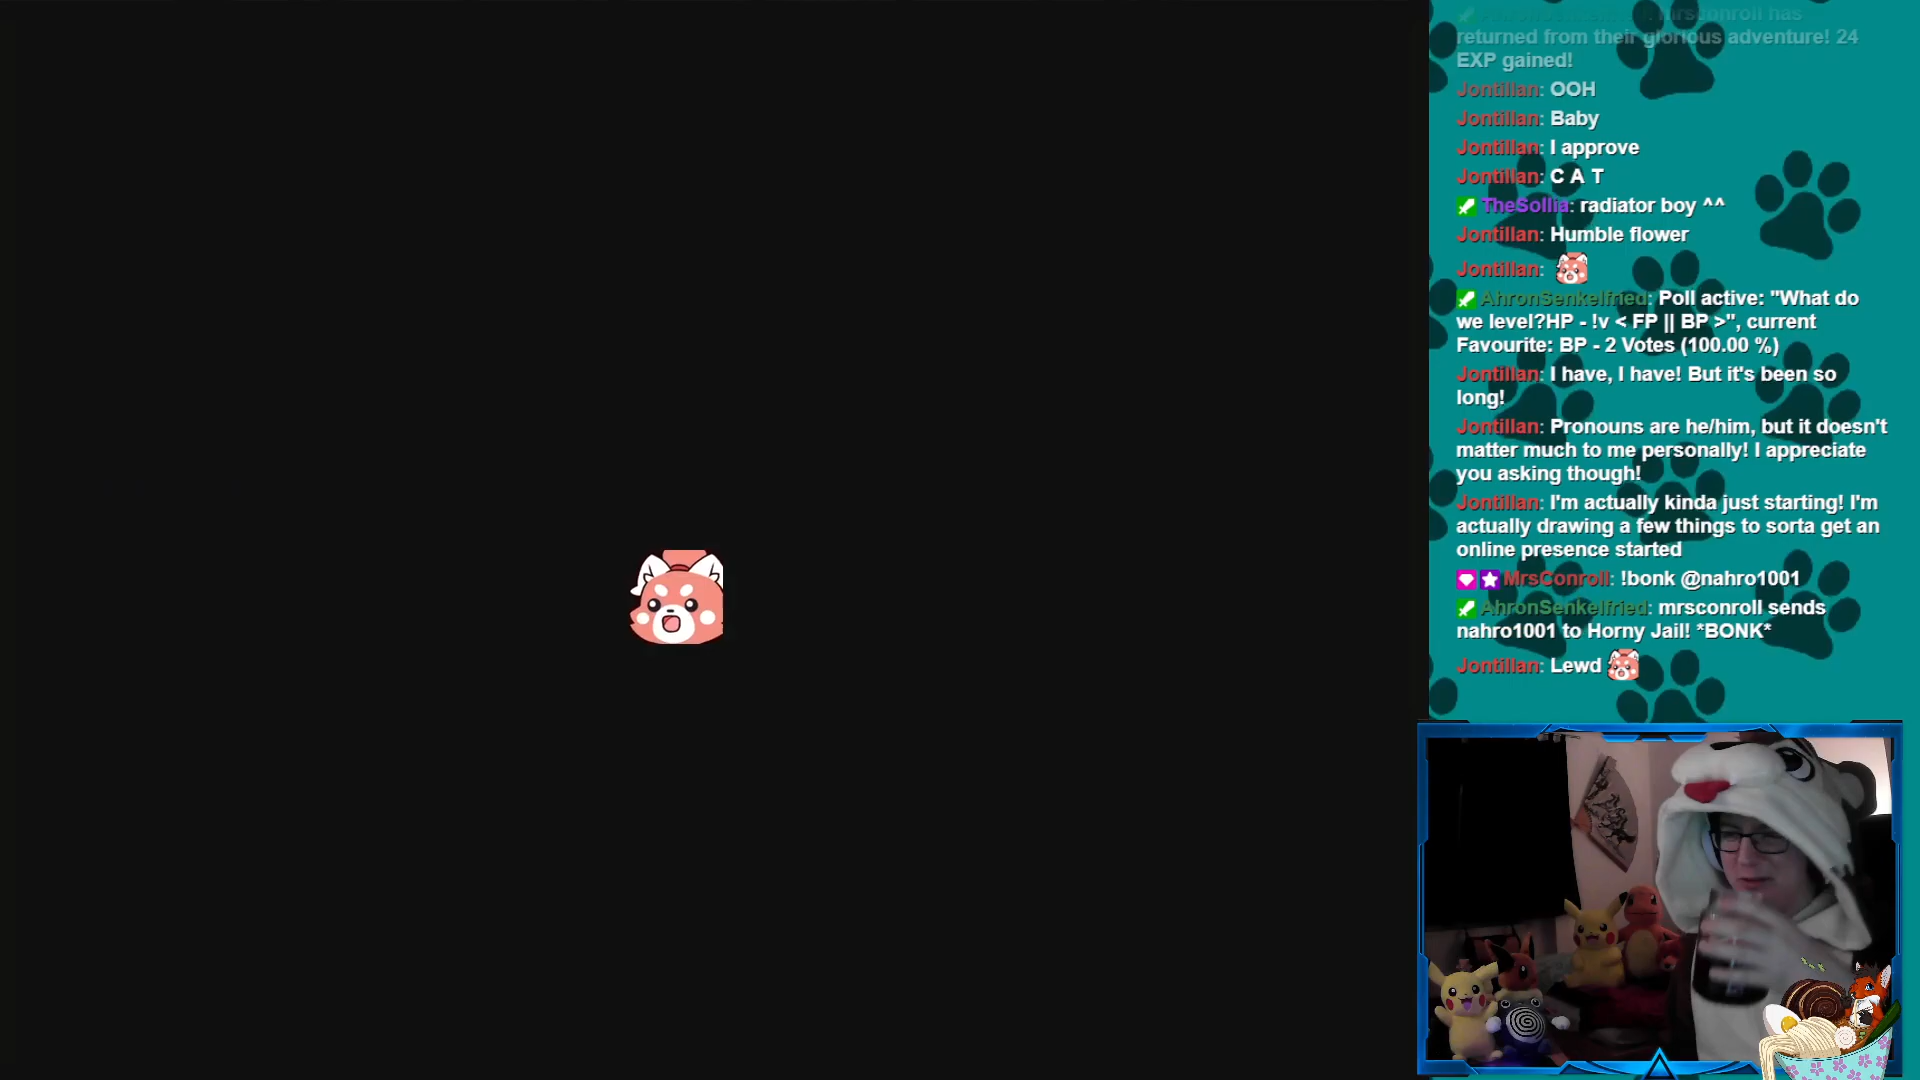 mrsconroll has
returned from their glorious adventure! 24
EXP gained!
Jontillan: OOH
Jontillan: Baby
Jontillan: I approve
Jontillan: C A T
TheSollia: radiator boy ^^
Jontillan: Humble flower
Jontillan:
AhronSenkelfried: Poll active: "What do
we level?HP - !v < FP || BP >", current
Favourite: BP - 2 Votes (100.00 %)
Jontillan: I have, I have! But it's been so
long!
Jontillan: Pronouns are he/him, but it doesn't
matter much to me personally! I appreciate
you asking though!
Jontillan: I'm actually kinda just starting! I'm
actually drawing a few things to sorta get an
online presence started
MrsConroll: !bonk @nahro1001
AhronSenkelfried: mrsconroll sends
nahro1001 to Horny Jail! *BONK*
Jontillan: Lewd